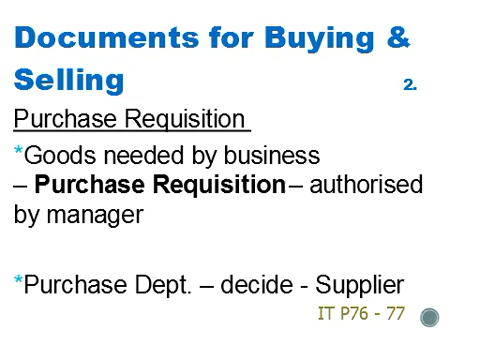 Documents for Buying &
Selling 2.
Purchase Requisition
*Goods needed by business
– Purchase Requisition – authorised
by manager
*Purchase Dept. – decide - Supplier
IT P76 - 77